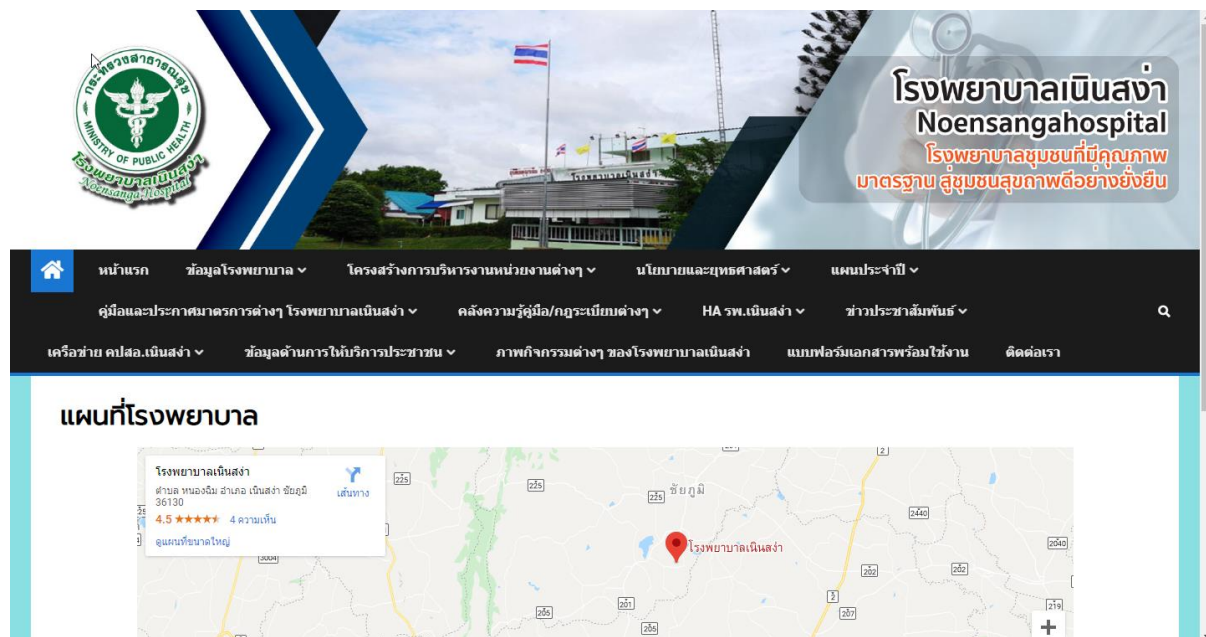 กระทรวงสาธารณสุข
MINISTRY OF PUBLIC HEALTH
โรงพยาบาลเนินสง่า
Noensanga Hospital
โรงพยาบาลเนินสง่า
โรงพยาบาลเนินสง่า
Noensangahospital
โรงพยาบาลชุมชนที่มีคุณภาพ
มาตรฐาน สู่ชุมชนสุขภาพดีอย่างยั่งยืน
หน้าแรก ข้อมูลโรงพยาบาล โครงสร้างการบริหารงานหน่วยงานต่างๆ นโยบายและยุทธศาสตร์ แผนประจำปี
คู่มือและประกาศมาตรการต่างๆ โรงพยาบาลเนินสง่า คลังความรู้คู่มือ/กฎระเบียบต่างๆ HA รพ.เนินสง่า ข่าวประชาสัมพันธ์
เครือข่าย คปสอ.เนินสง่า ข้อมูลด้านการให้บริการประชาชน ภาพกิจกรรมต่างๆ ของโรงพยาบาลเนินสง่า แบบฟอร์มเอกสารพร้อมใช้งาน ติดต่อเรา
แผนที่โรงพยาบาล
โรงพยาบาลเนินสง่า
ตำบล หนองฉิม อำเภอ เนินสง่า ชัยภูมิ
36130
เส้นทาง
4.5 4 ความเห็น
ดูแผนที่ขนาดใหญ่
225
225
225
ชัยภูมิ
2
2440
โรงพยาบาลเนินสง่า
2040
202
202
2
207
219
201
205
205
+